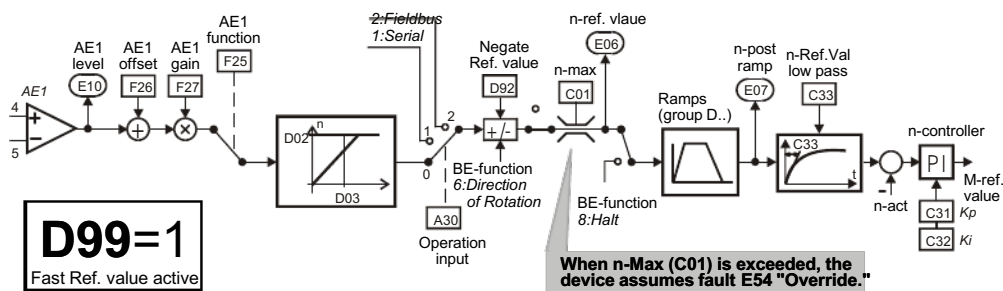 AE1
4
5
AE1
level
E10
AE1
offset
F26
AE1
gain
F27
AE1
function
F25
n
D02
D03
2:Fieldbus
1:Serial
2
1
0
A30
Operation
input
Negate
Ref. value
D92
+/-
BE-function
6:Direction
of Rotation
n-ref. vlaue
E06
n-max
C01
BE-function
8:Halt
Ramps
(group D..)
n-post
ramp
E07
n-Ref.Val
low pass
C33
C33
t
n-act
n-controller
PI
M-ref.
value
C31 Kp
C32 Ki
D99=1
Fast Ref. value active
When n-Max (C01) is exceeded, the
device assumes fault E54 "Override."